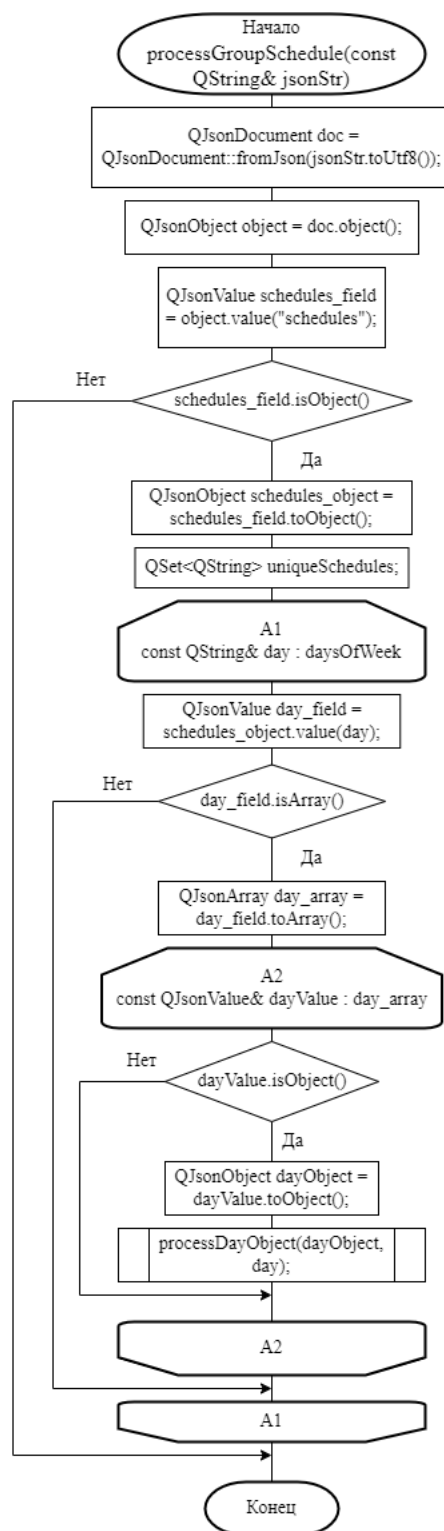 Начало
processGroupSchedule(const
QString& jsonStr)
QJsonDocument doc =
QJsonDocument::fromJson(jsonStr.toUtf8());
QJsonObject object = doc.object();
QJsonValue schedules_field
= object.value("schedules");
Нет
schedules_field.isObject()
Да
QJsonObject schedules_object =
schedules_field.toObject();
QSet<QString> uniqueSchedules;
A1
const QString& day : daysOfWeek
QJsonValue day_field =
schedules_object.value(day);
Нет
day_field.isArray()
Да
QJsonArray day_array =
day_field.toArray();
A2
const QJsonValue& dayValue : day_array
Нет
dayValue.isObject()
Да
QJsonObject dayObject =
dayValue.toObject();
processDayObject(dayObject,
day);
A2
A1
Конец